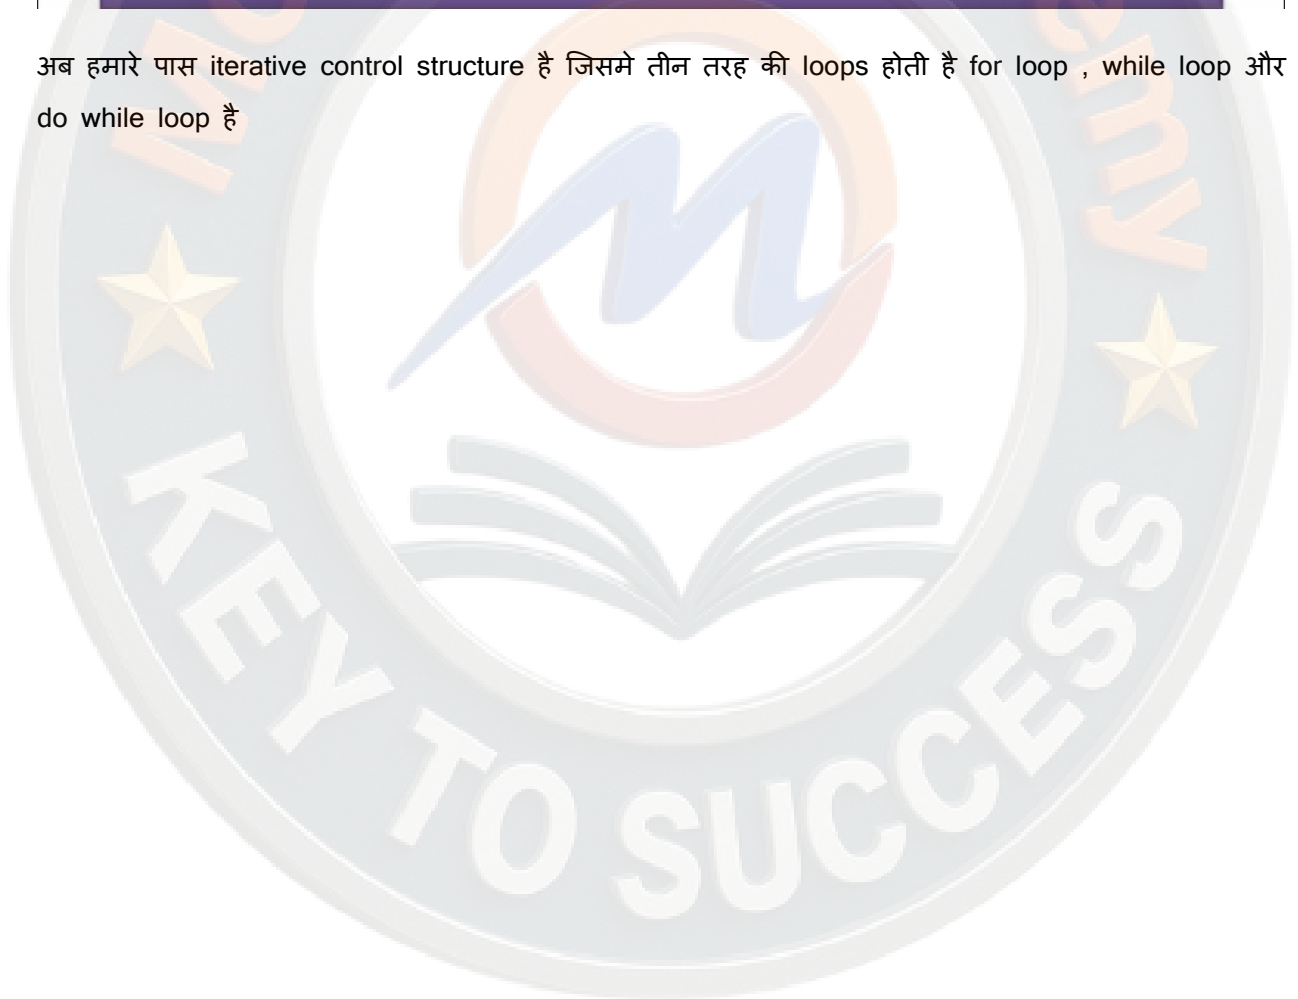 अब हमारे पास iterative control structure है जिसमे तीन तरह की loops होती है for loop , while loop और
do while loop है
KEY TO SUCCESS